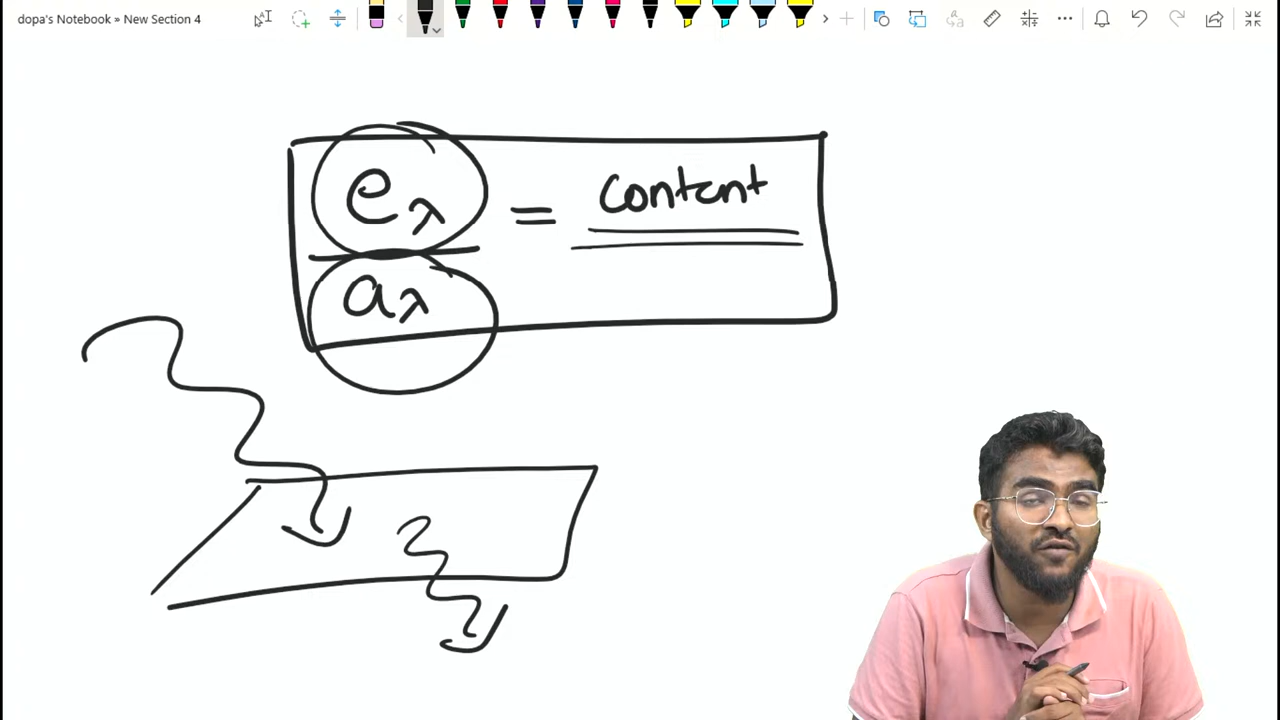 dopa's Notebook » New Section 4
eλ
= content
aλ